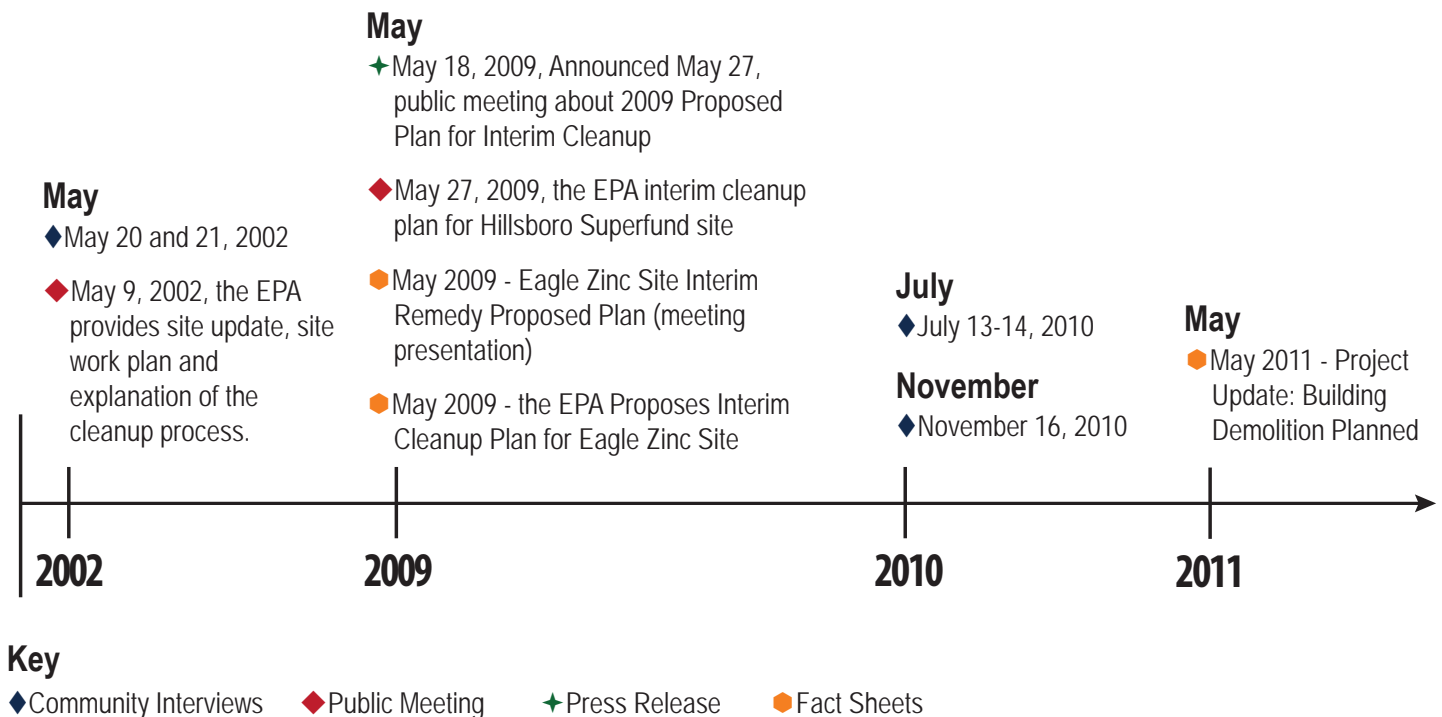 May
May 20 and 21, 2002
May 9, 2002, the EPA
provides site update, site
work plan and
explanation of the
cleanup process.
May
May 18, 2009, Announced May 27,
public meeting about 2009 Proposed
Plan for Interim Cleanup
May 27, 2009, the EPA interim cleanup
plan for Hillsboro Superfund site
May 2009 - Eagle Zinc Site Interim
Remedy Proposed Plan (meeting
presentation)
May 2009 - the EPA Proposes Interim
Cleanup Plan for Eagle Zinc Site
July
July 13-14, 2010
November
November 16, 2010
May
May 2011 - Project
Update: Building
Demolition Planned
2002 2009 2010 2011
Key
Community Interviews Public Meeting Press Release Fact Sheets